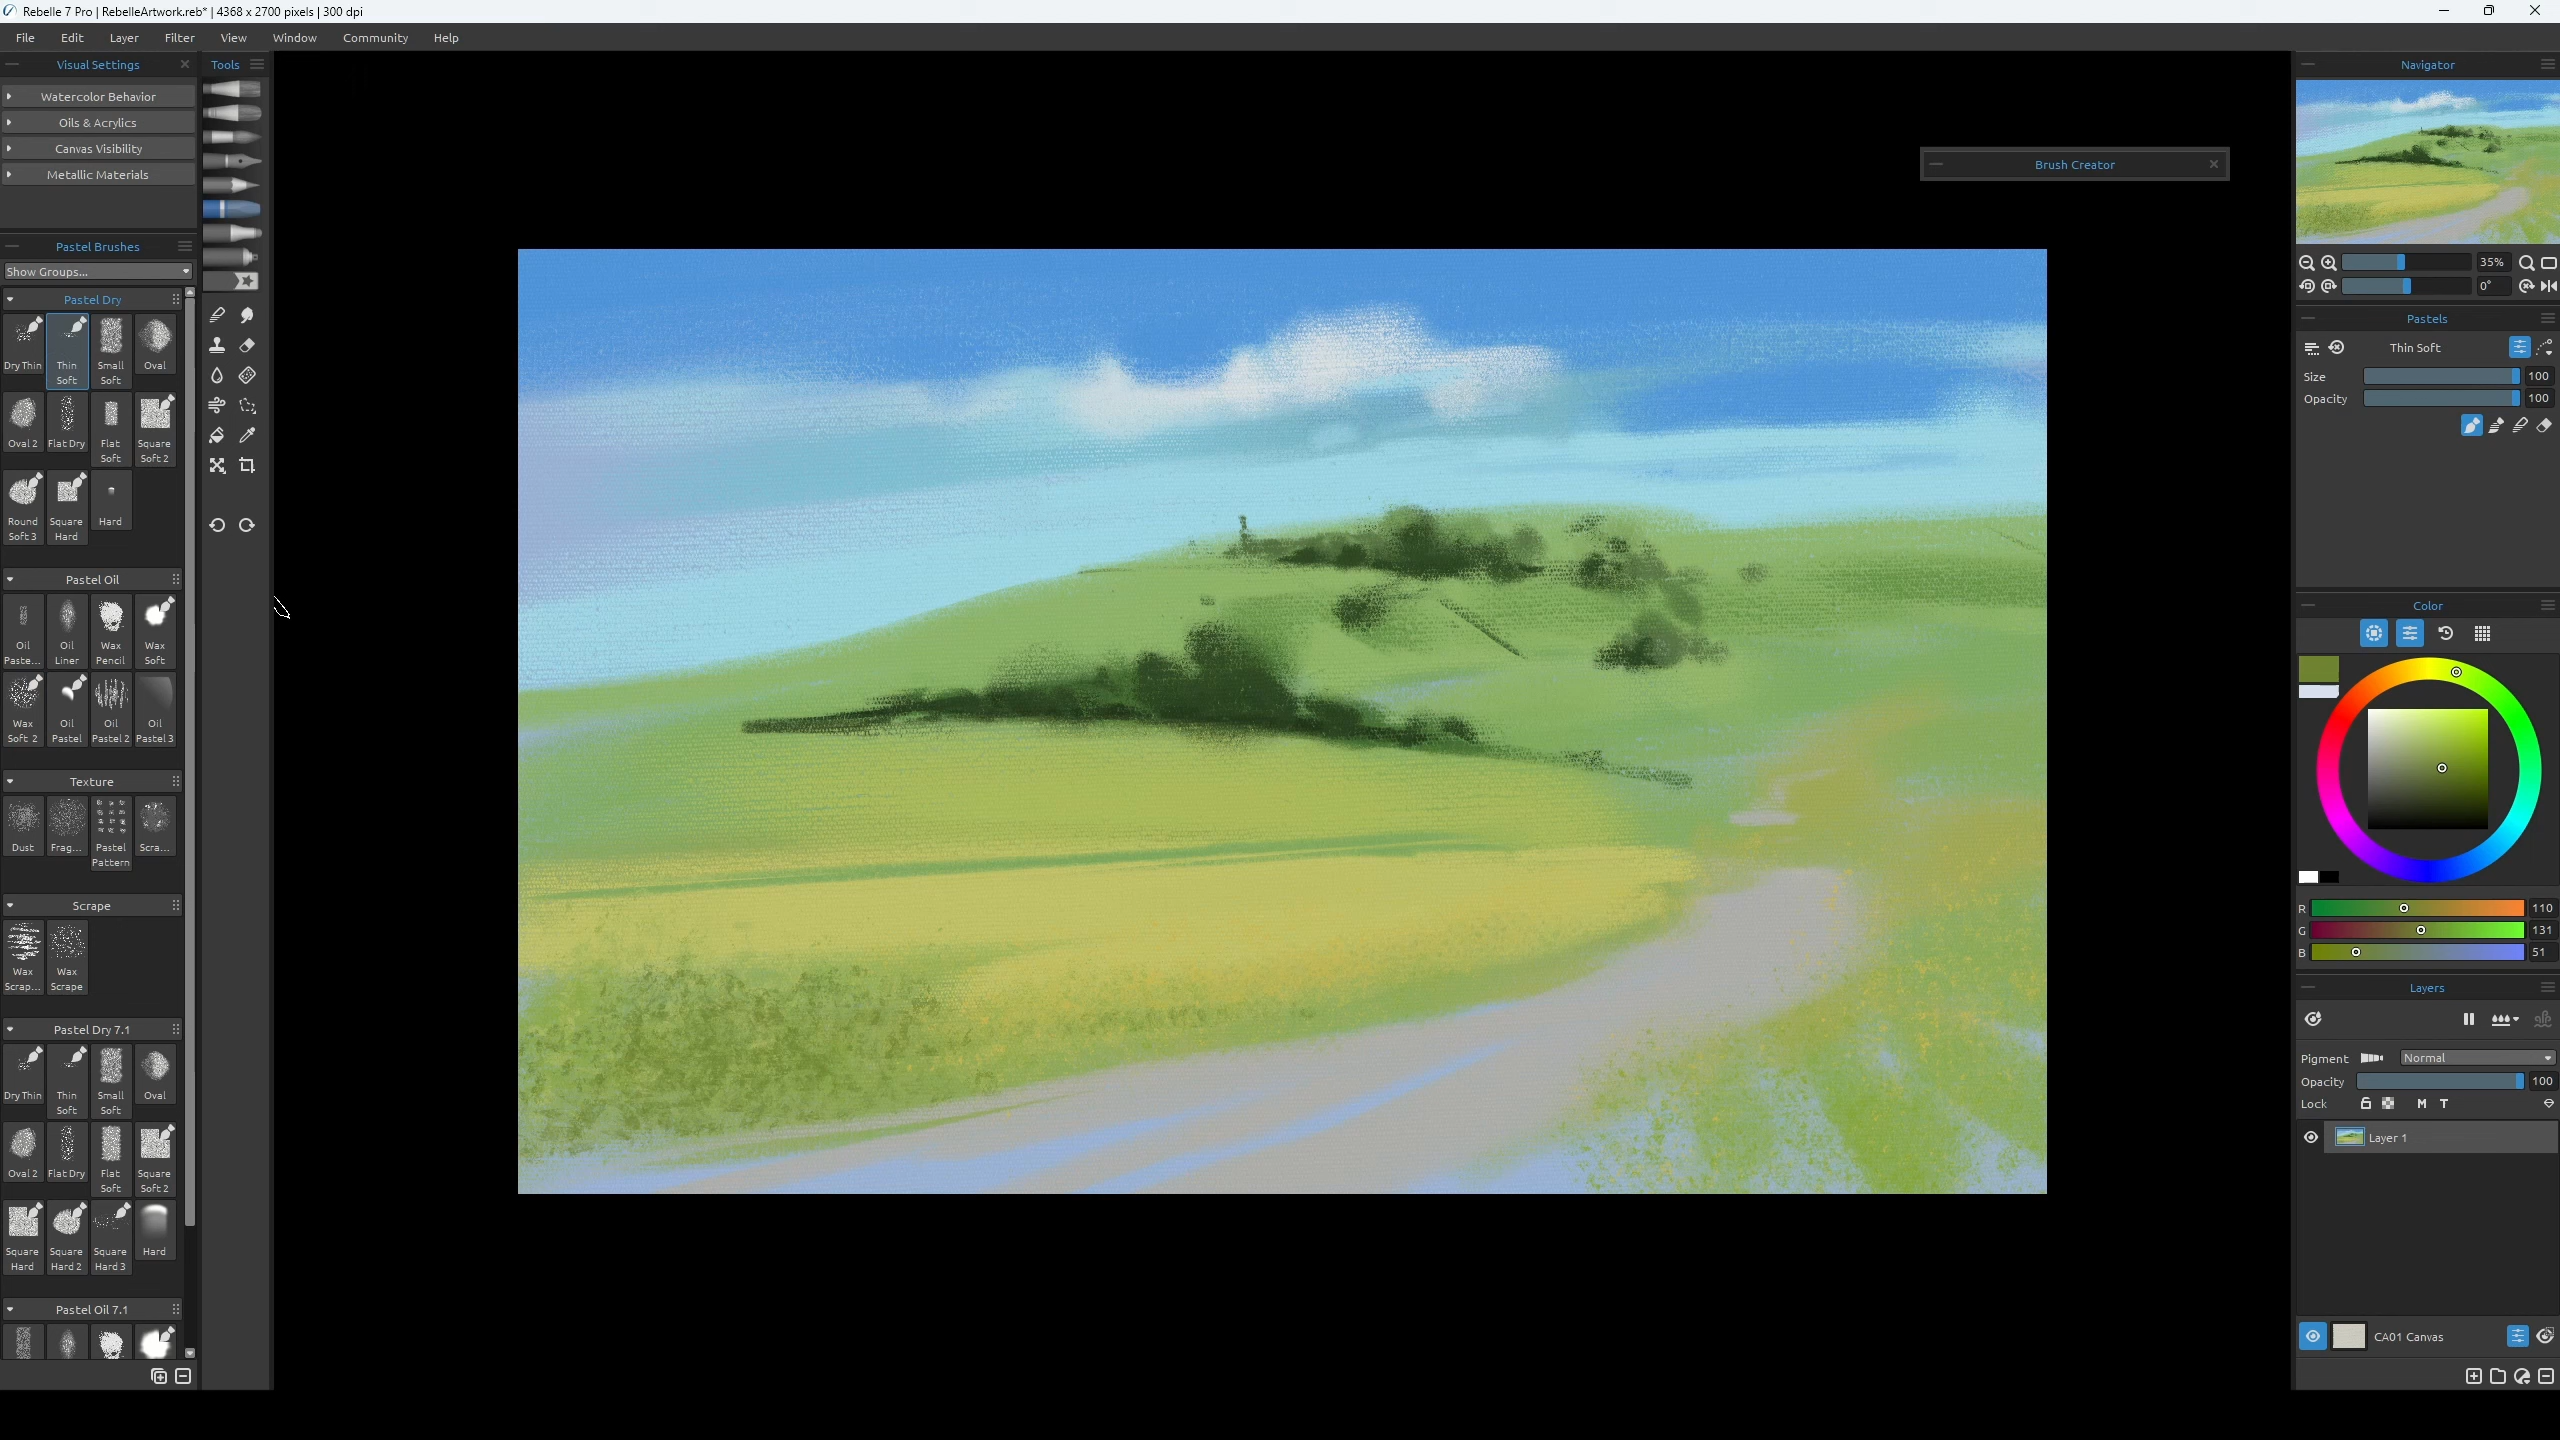 Rebelle 7 Pro | RebelleArtwork.reb* | 4368 x 2700 pixels | 300 dpi
File Edit Layer Filter View Window Community Help
Visual Settings
Watercolor Behavior
Oils & Acrylics
Canvas Visibility
Metallic Materials
Pastel Brushes
Show Groups...
Pastel Dry
Dry Thin
Thin Soft
Small Soft
Oval
Oval 2
Flat Dry
Flat Soft
Square Soft 2
Round Soft 3
Square Hard
Hard
Pastel Oil
Oil Paste...
Oil Liner
Wax Pencil
Wax Soft
Wax Soft 2
Oil Pastel
Oil Pastel 2
Oil Pastel 3
Texture
Dust
Frag...
Pastel Pattern
Scra...
Scrape
Wax Scrap...
Wax Scrape
Pastel Dry 7.1
Dry Thin
Thin Soft
Small Soft
Oval
Oval 2
Flat Dry
Flat Soft
Square Soft 2
Square Hard
Square Hard 2
Square Hard 3
Hard
Pastel Oil 7.1
Tools
Brush Creator
Navigator
35%
0°
Pastels
Thin Soft
Size 100
Opacity 100
Color
R 110
G 131
B 51
Layers
Pigment Normal
Opacity 100
Lock M T
Layer 1
CA01 Canvas